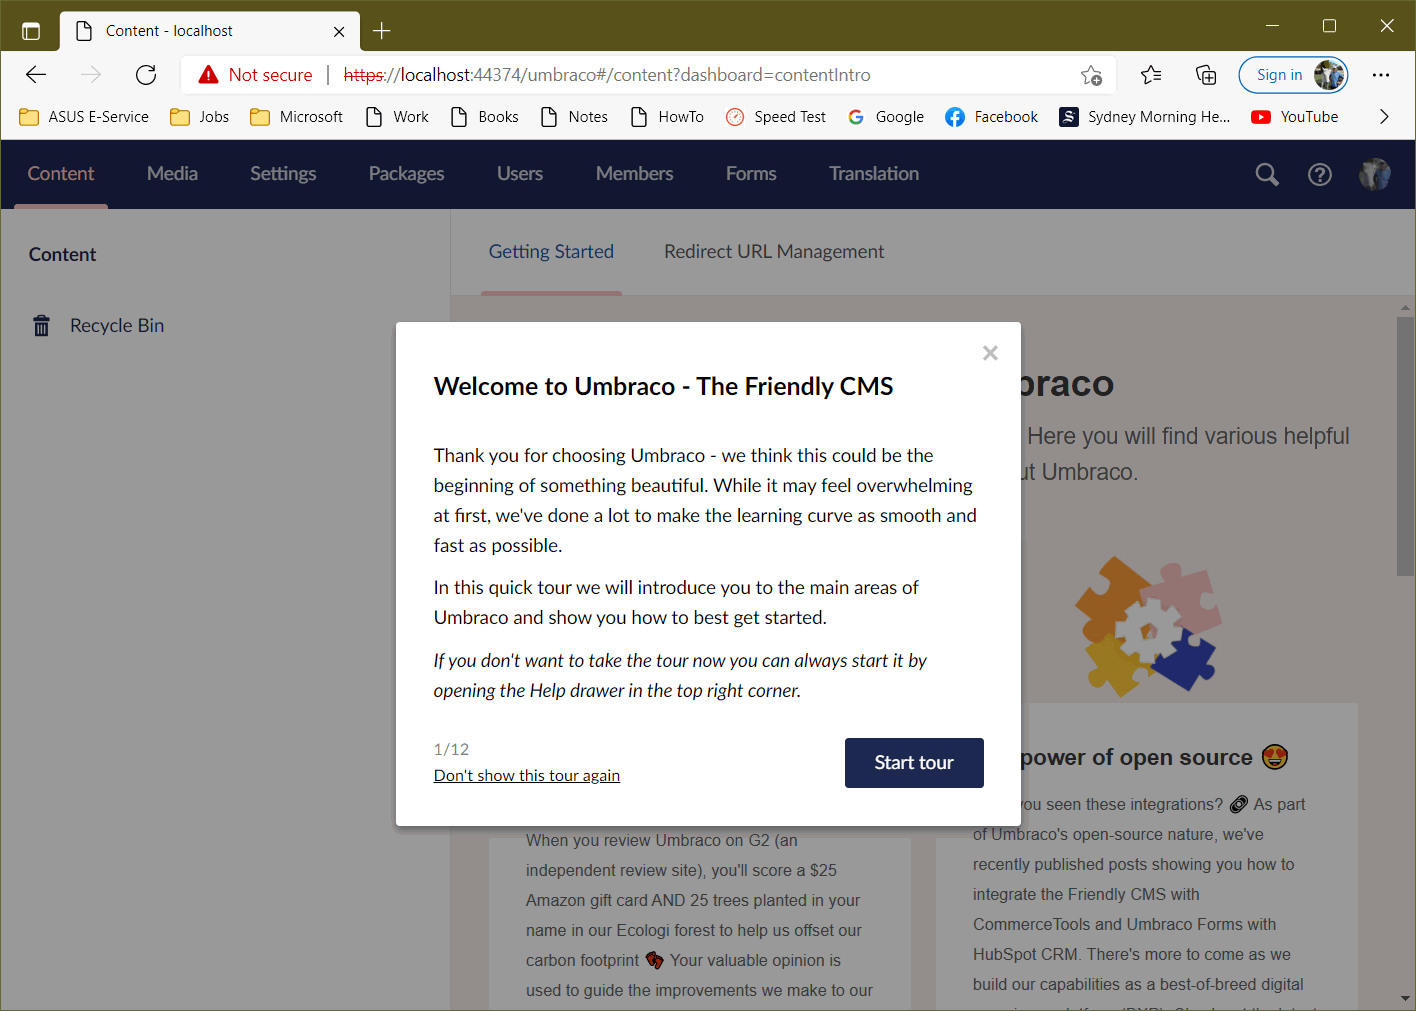 Content - localhost
Not secure | https://localhost:44374/umbraco#/content?dashboard=contentIntro
Sign in
ASUS E-Service Jobs Microsoft Work Books Notes HowTo Speed Test Google Facebook Sydney Morning He... YouTube
Content Media Settings Packages Users Members Forms Translation
Content
Getting Started Redirect URL Management
Recycle Bin
Welcome to Umbraco - The Friendly CMS
Thank you for choosing Umbraco - we think this could be the
beginning of something beautiful. While it may feel overwhelming
at first, we've done a lot to make the learning curve as smooth and
fast as possible.
In this quick tour we will introduce you to the main areas of
Umbraco and show you how to best get started.
If you don't want to take the tour now you can always start it by
opening the Help drawer in the top right corner.
1/12
Don't show this tour again
Start tour
braco
Here you will find various helpful
ut Umbraco.
When you review Umbraco on G2 (an
independent review site), you'll score a $25
Amazon gift card AND 25 trees planted in your
name in our Ecologi forest to help us offset our
carbon footprint 👣 Your valuable opinion is
used to guide the improvements we make to our
power of open source 😍
you seen these integrations? 🔗 As part
of Umbraco's open-source nature, we've
recently published posts showing you how to
integrate the Friendly CMS with
CommerceTools and Umbraco Forms with
HubSpot CRM. There's more to come as we
build our capabilities as a best-of-breed digital